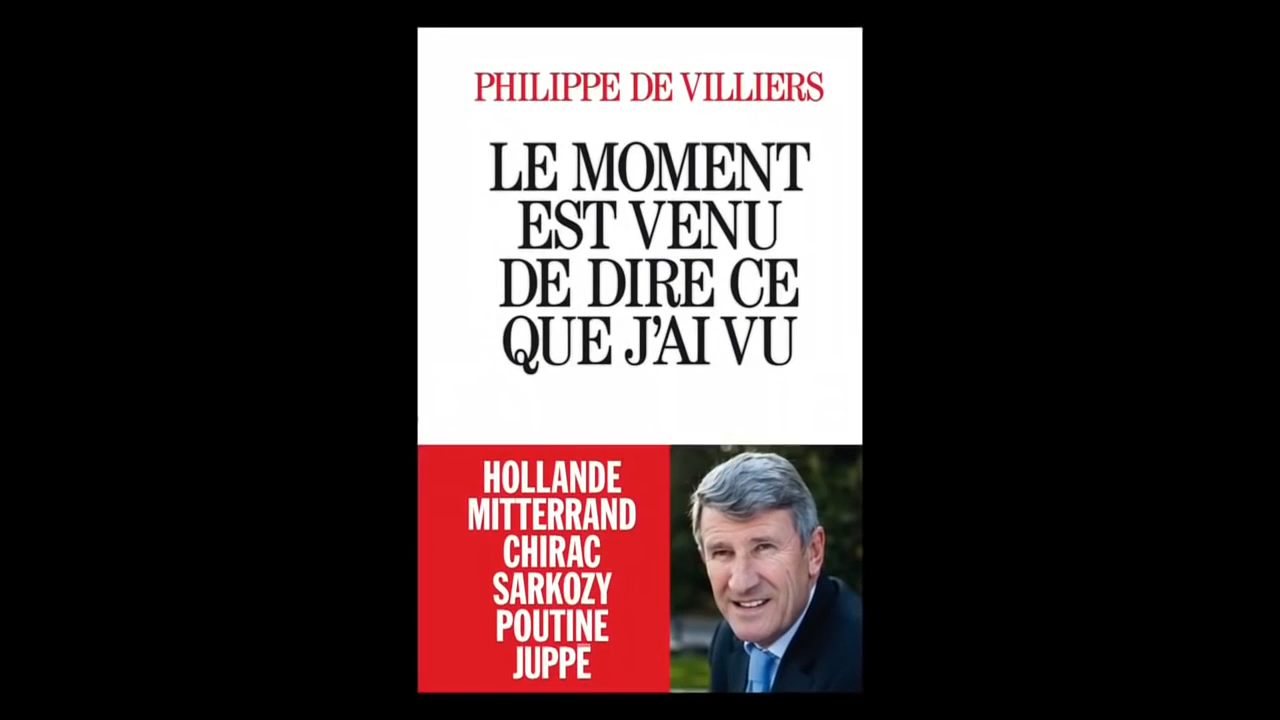 PHILIPPE DE VILLIERS
LE MOMENT
EST VENU
DE DIRE CE
QUE J'AI VU
HOLLANDE
MITTERRAND
CHIRAC
SARKOZY
POUTINE
JUPPÉ